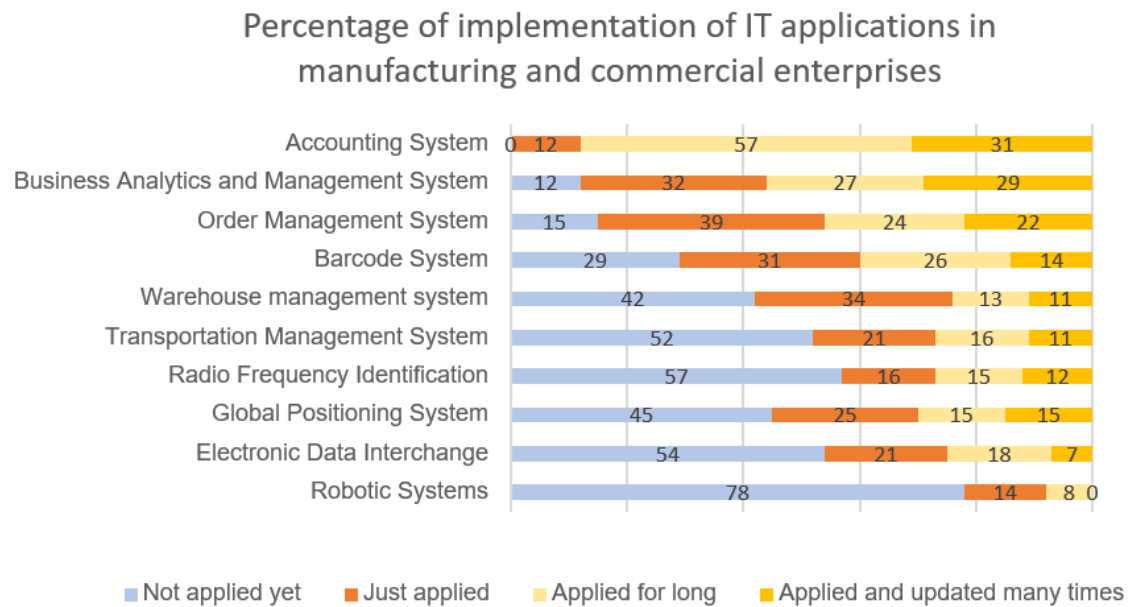 Percentage of implementation of IT applications in
manufacturing and commercial enterprises
Accounting System 0 12 57 31
Business Analytics and Management System 12 32 27 29
Order Management System 15 39 24 22
Barcode System 29 31 26 14
Warehouse management system 42 34 13 11
Transportation Management System 52 21 16 11
Radio Frequency Identification 57 16 15 12
Global Positioning System 45 25 15 15
Electronic Data Interchange 54 21 18 7
Robotic Systems 78 14 8 0
Not applied yet Just applied Applied for long Applied and updated many times